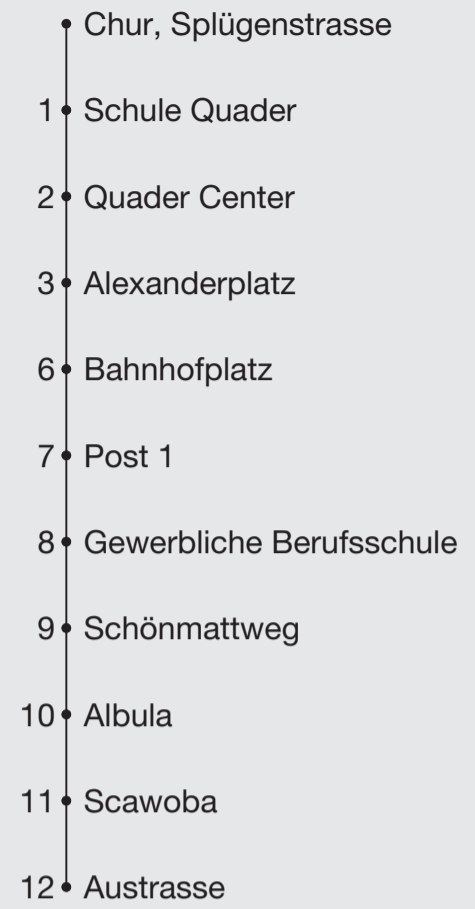 Chur, Splügenstrasse
1 Schule Quader
2 Quader Center
3 Alexanderplatz
6 Bahnhofplatz
7 Post 1
8 Gewerbliche Berufsschule
9 Schönmattweg
10 Albula
11 Scawoba
12 Austrasse